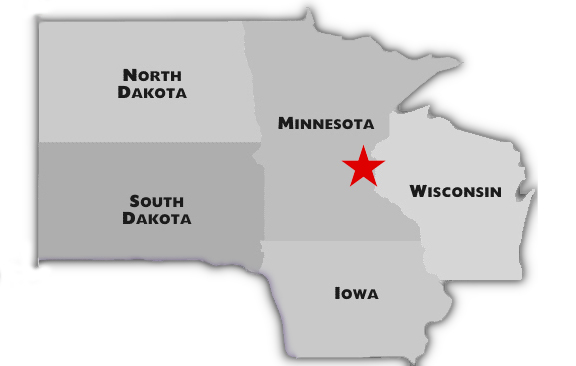 North
Dakota
Minnesota
South
Dakota
Wisconsin
Iowa